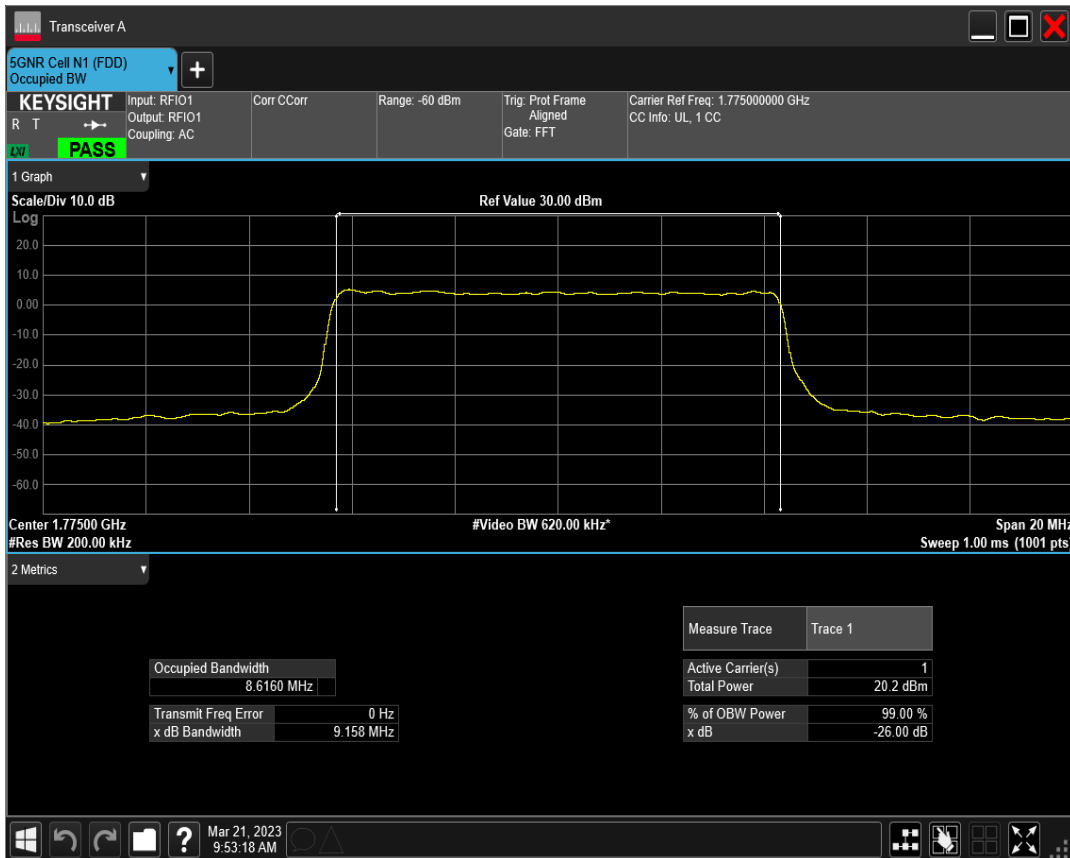 Transceiver A
5GNR Cell N1 (FDD)
Occupied BW
+
KEYSIGHT
R T
LXI
PASS
Input: RFIO1
Output: RFIO1
Coupling: AC
Corr CCorr
Range: -60 dBm
Trig: Prot Frame
Aligned
Gate: FFT
Carrier Ref Freq: 1.775000000 GHz
CC Info: UL, 1 CC
1 Graph
Scale/Div 10.0 dB
Ref Value 30.00 dBm
Log
20.0
10.0
0.00
-10.0
-20.0
-30.0
-40.0
-50.0
-60.0
Center 1.77500 GHz
#Video BW 620.00 kHz*
Span 20 MHz
#Res BW 200.00 kHz
Sweep 1.00 ms (1001 pts)
2 Metrics
Measure Trace Trace 1
Occupied Bandwidth
8.6160 MHz
Active Carrier(s) 1
Total Power 20.2 dBm
Transmit Freq Error 0 Hz
x dB Bandwidth 9.158 MHz
% of OBW Power 99.00 %
x dB -26.00 dB
?
Mar 21, 2023
9:53:18 AM